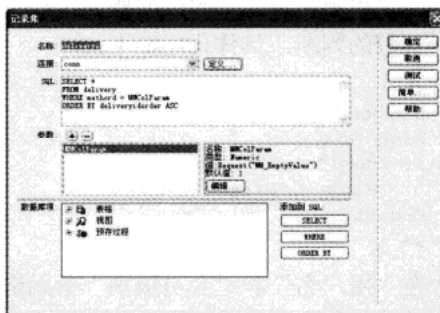 记录集
名称: delivery1
连接: conn 定义...
SQL: SELECT *
FROM delivery
WHERE methord = MMColParam
ORDER BY deliveryidorder ASC
参数:
MMColParam
名称: MMColParam
类型: Numeric
值: Request("MM_EmptyValue")
默认值: 1
编辑
数据库项:
表格
视图
预存过程
添加到 SQL:
SELECT
WHERE
ORDER BY
确定
取消
测试
简单...
帮助